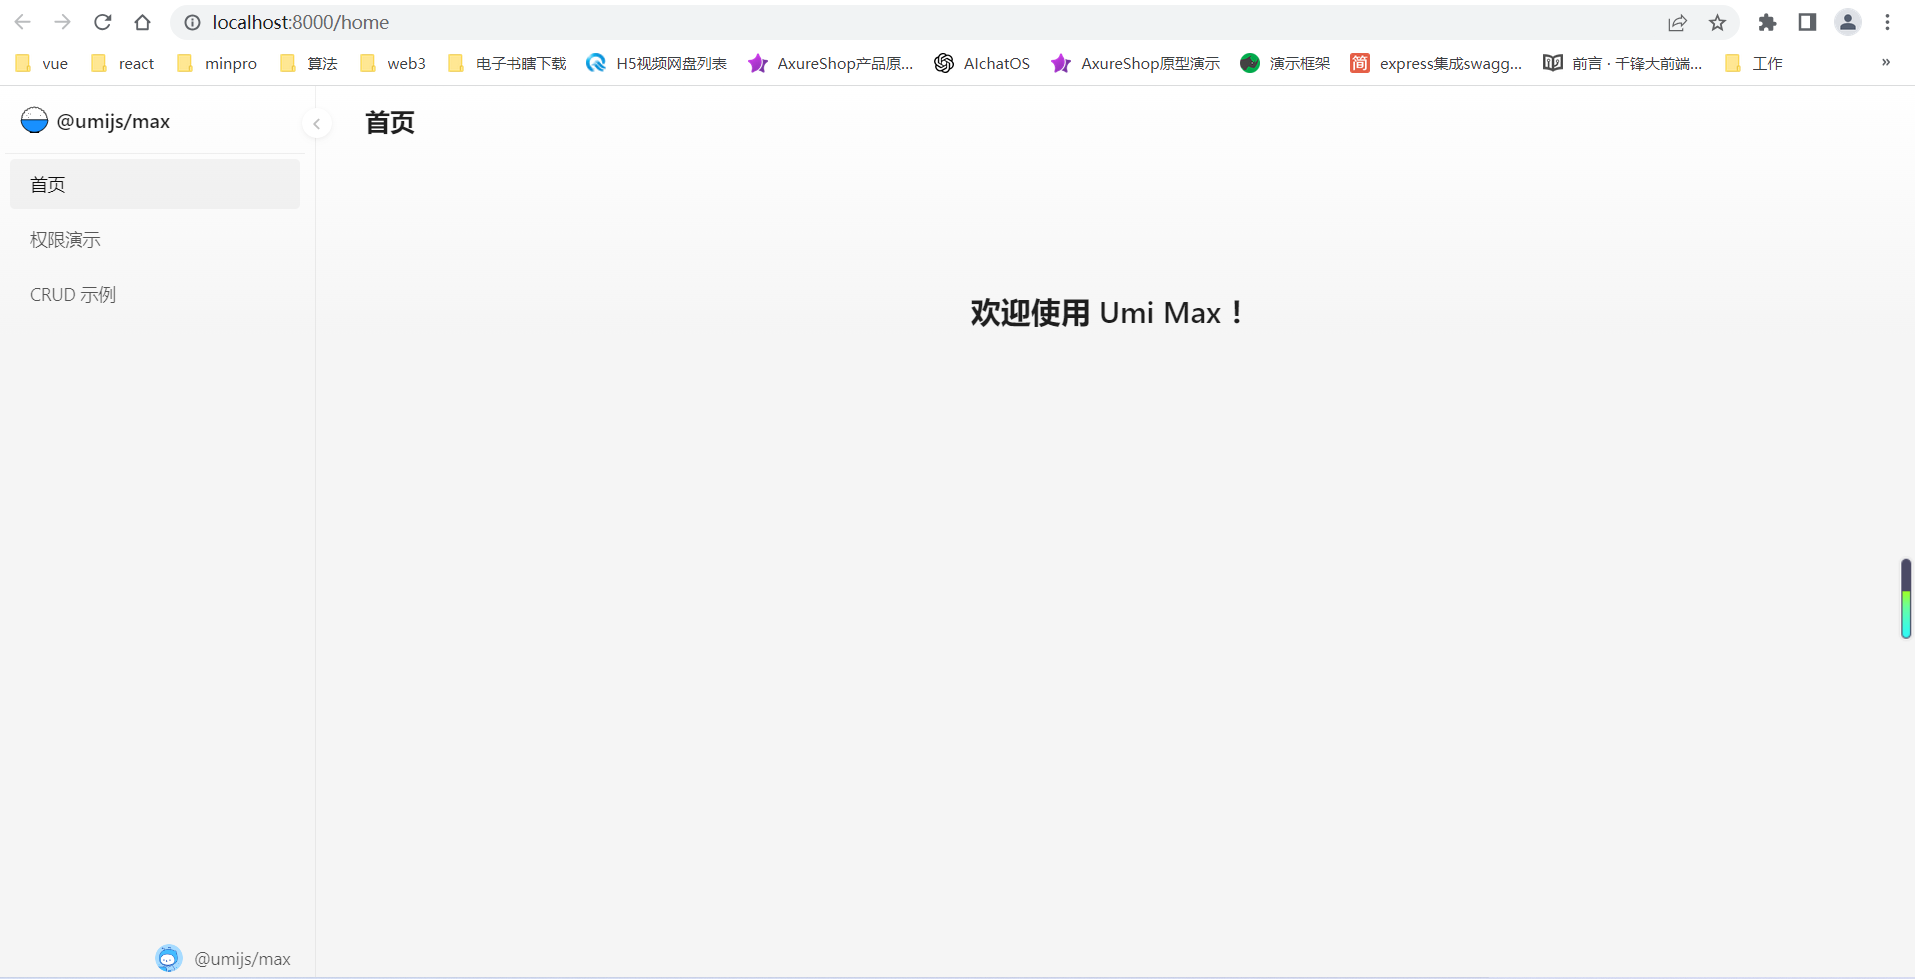 localhost:8000/home
vue react minpro 算法 web3 电子书瞎下载 H5视频网盘列表 AxureShop产品原... AIchatOS AxureShop原型演示 演示框架 express集成swagg... 前言 · 千锋大前端... 工作 »
@umijs/max
首页
首页
权限演示
CRUD 示例
欢迎使用 Umi Max！
@umijs/max